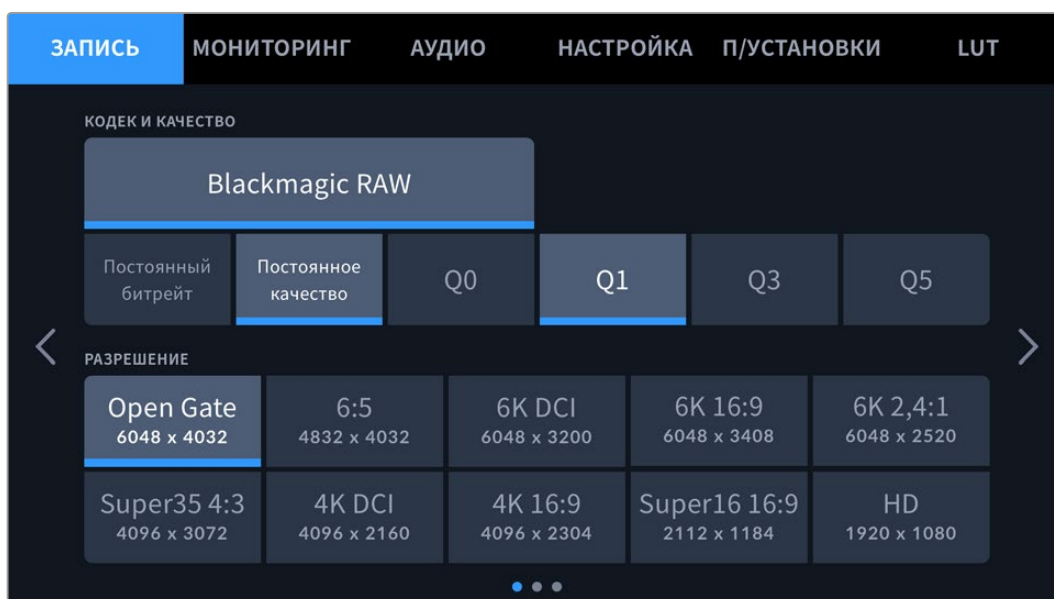 ЗАПИСЬ МОНИТОРИНГ АУДИО НАСТРОЙКА П/УСТАНОВКИ LUT
КОДЕК И КАЧЕСТВО
Blackmagic RAW
Постоянный битрейт
Постоянное качество
Q0
Q1
Q3
Q5
РАЗРЕШЕНИЕ
Open Gate
6048 x 4032
6:5
4832 x 4032
6K DCI
6048 x 3200
6K 16:9
6048 x 3408
6K 2,4:1
6048 x 2520
Super35 4:3
4096 x 3072
4K DCI
4096 x 2160
4K 16:9
4096 x 2304
Super16 16:9
2112 x 1184
HD
1920 x 1080